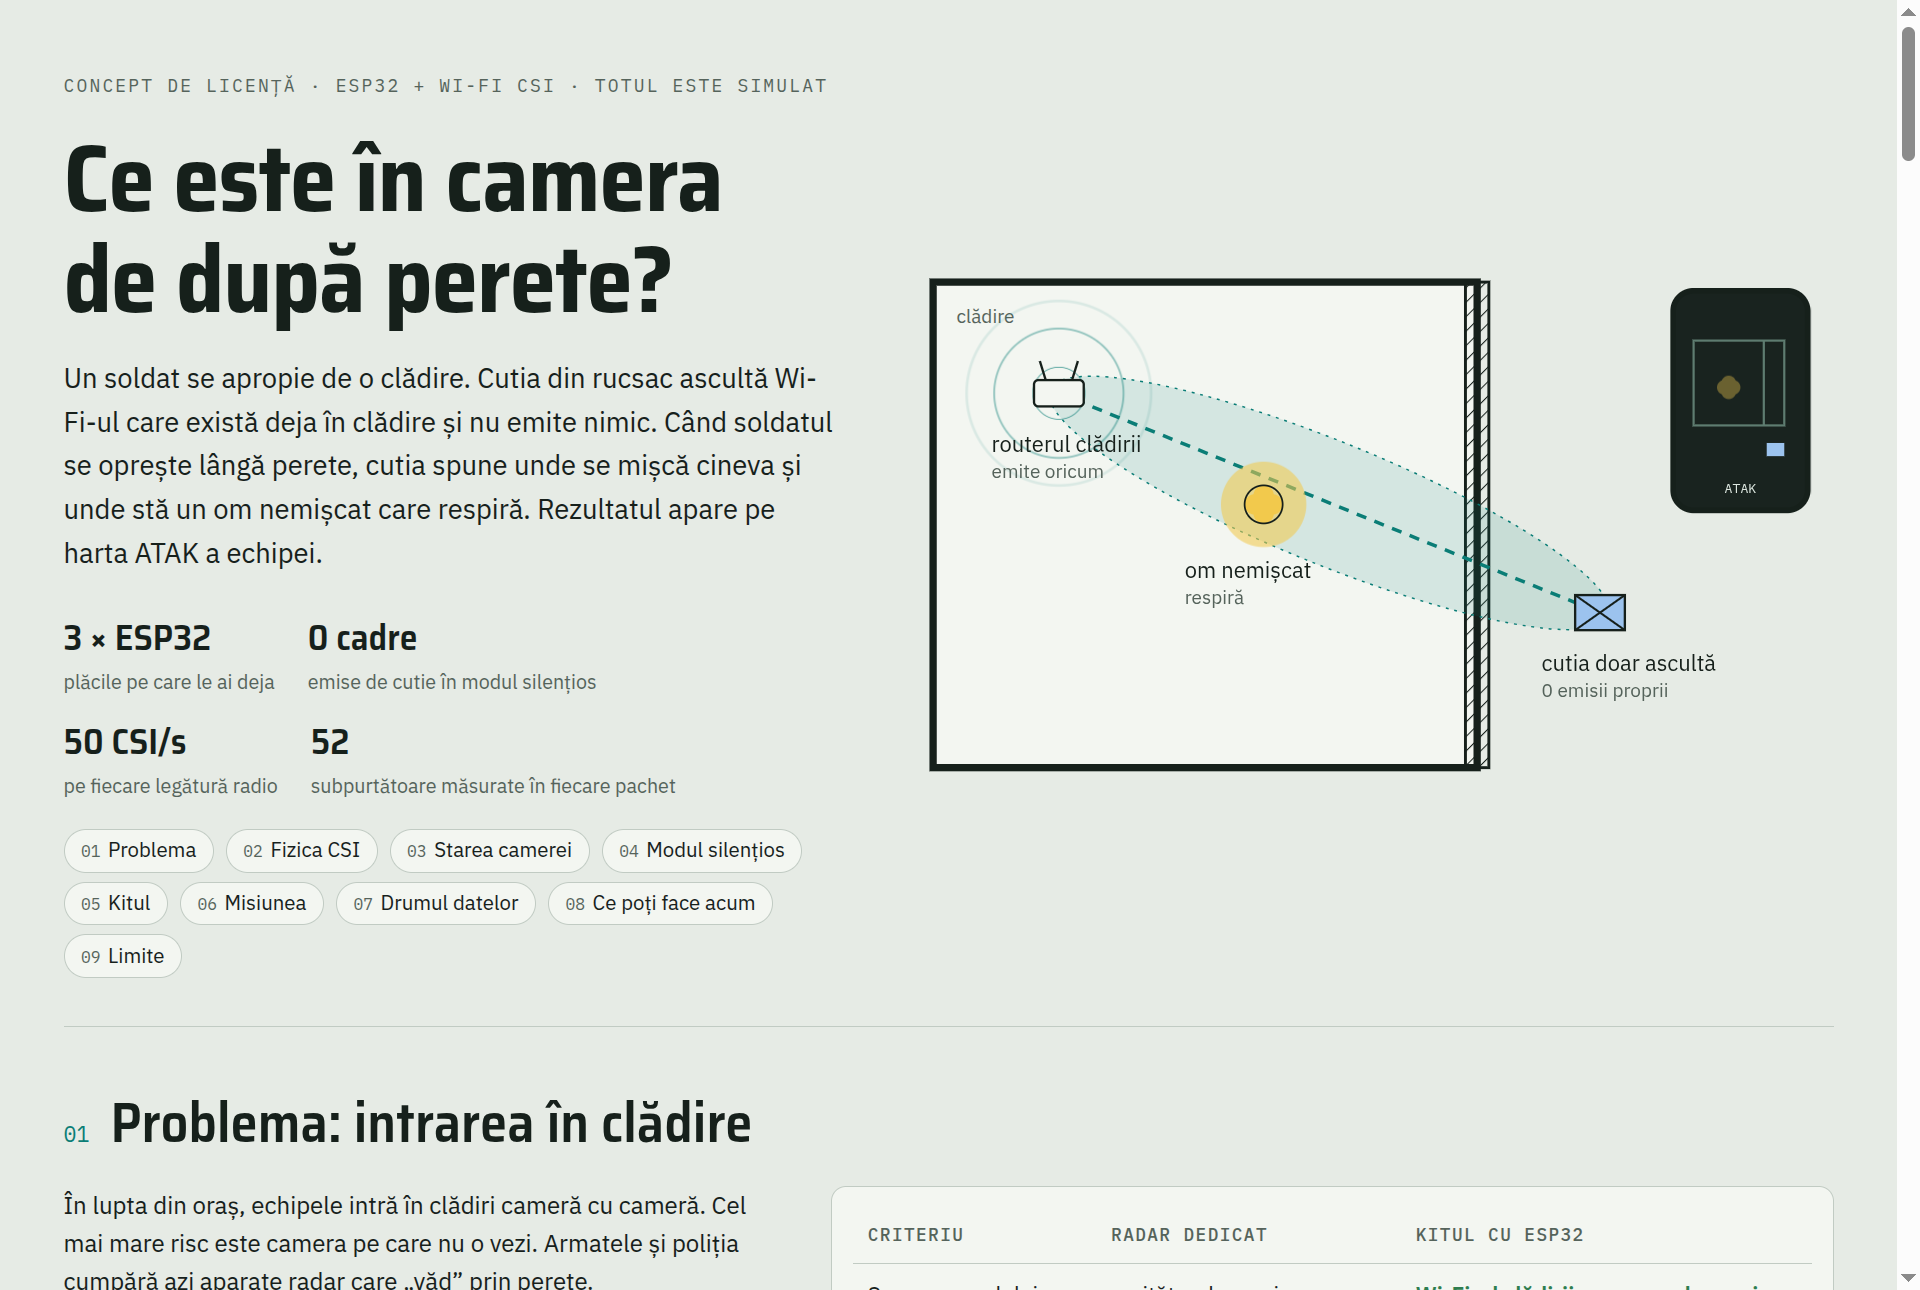 CONCEPT DE LICENȚĂ · ESP32 + WI-FI CSI · TOTUL ESTE SIMULAT
Ce este în camera
de după perete?
Un soldat se apropie de o clădire. Cutia din rucsac ascultă Wi-
Fi-ul care există deja în clădire și nu emite nimic. Când soldatul
se oprește lângă perete, cutia spune unde se mișcă cineva și
unde stă un om nemișcat care respiră. Rezultatul apare pe
harta ATAK a echipei.
3 × ESP32
plăcile pe care le ai deja
0 cadre
emise de cutie în modul silențios
50 CSI/s
pe fiecare legătură radio
52
subpurtătoare măsurate în fiecare pachet
01 Problema
02 Fizica CSI
03 Starea camerei
04 Modul silențios
05 Kitul
06 Misiunea
07 Drumul datelor
08 Ce poți face acum
09 Limite
clădire
routerul clădirii
emite oricum
om nemișcat
respiră
cutia doar ascultă
0 emisii proprii
ATAK
01 Problema: intrarea în clădire
În lupta din oraș, echipele intră în clădiri cameră cu cameră. Cel
mai mare risc este camera pe care nu o vezi. Armatele și poliția
cumpără azi aparate radar care „văd” prin perete.
CRITERIU
RADAR DEDICAT
KITUL CU ESP32